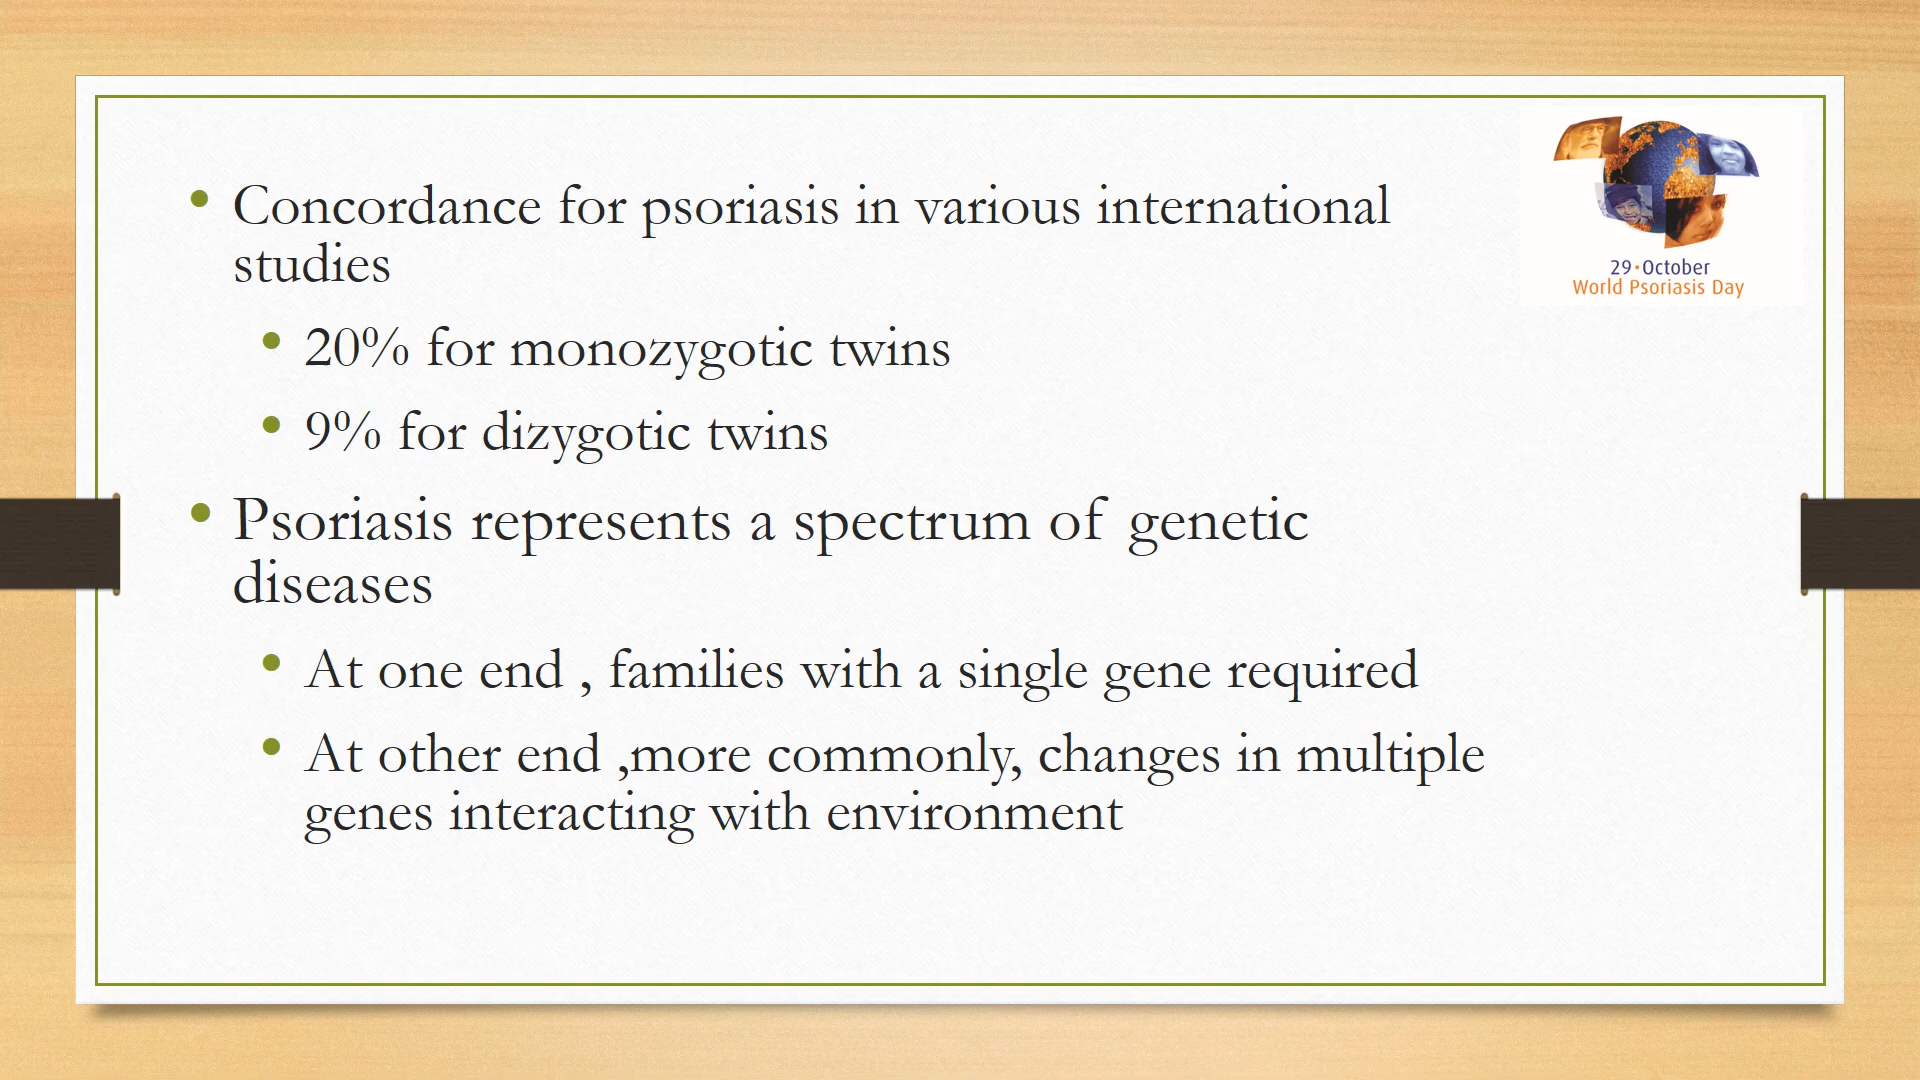 • Concordance for psoriasis in various international
studies
• 20% for monozygotic twins
• 9% for dizygotic twins
• Psoriasis represents a spectrum of genetic
diseases
• At one end , families with a single gene required
• At other end ,more commonly, changes in multiple
genes interacting with environment
29•October
World Psoriasis Day